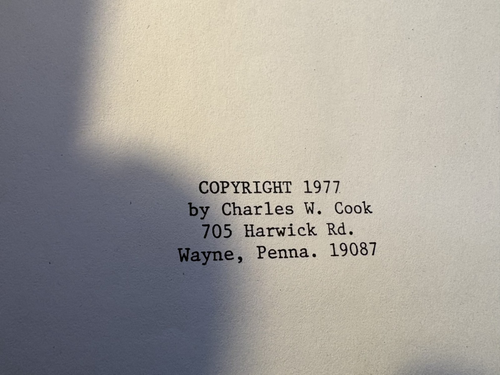 COPYRIGHT 1977
by Charles W. Cook
705 Harwick Rd.
Wayne, Penna. 19087